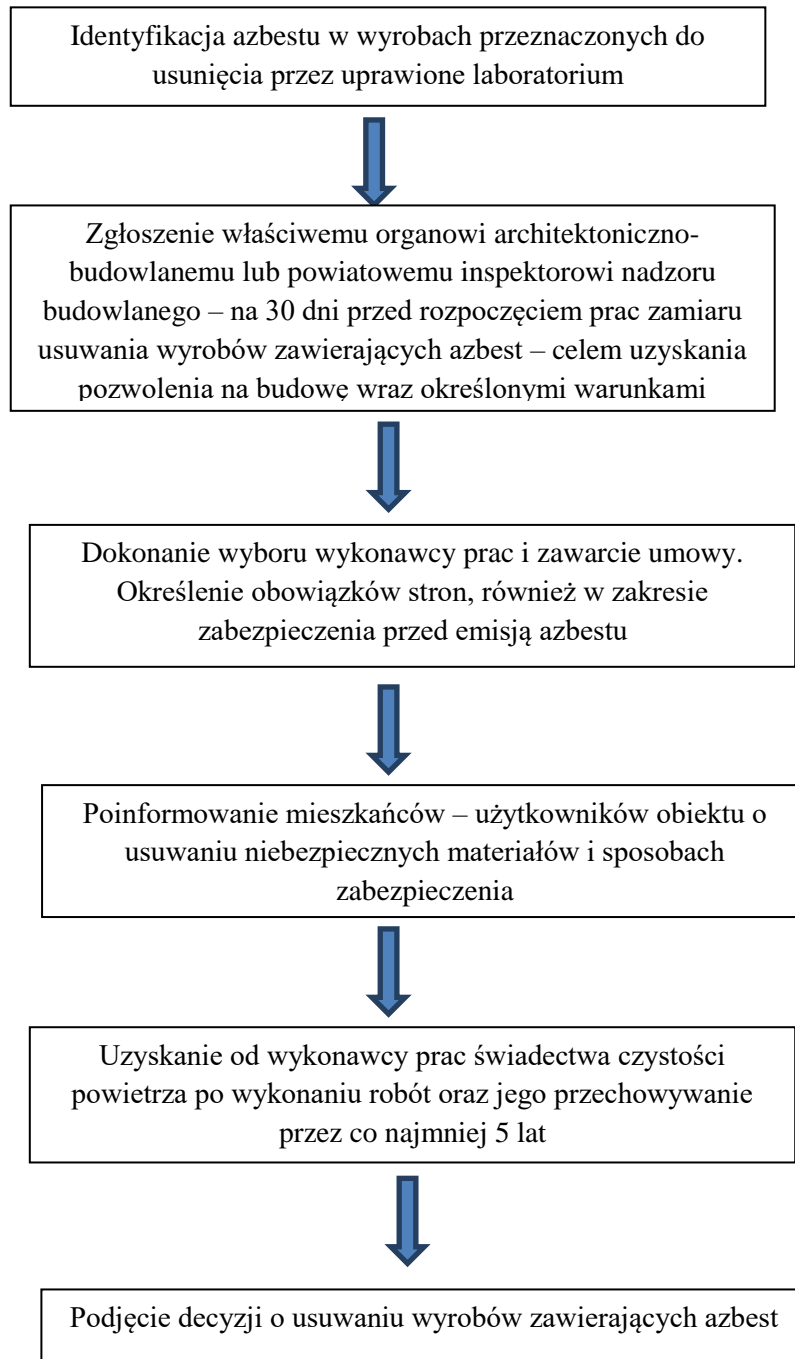 Identyfikacja azbestu w wyrobach przeznaczonych do
usunięcia przez uprawione laboratorium
Zgłoszenie właściwemu organowi architektoniczno-
budowlanemu lub powiatowemu inspektorowi nadzoru
budowlanego – na 30 dni przed rozpoczęciem prac zamiaru
usuwania wyrobów zawierających azbest – celem uzyskania
pozwolenia na budowę wraz określonymi warunkami
Dokonanie wyboru wykonawcy prac i zawarcie umowy.
Określenie obowiązków stron, również w zakresie
zabezpieczenia przed emisją azbestu
Poinformowanie mieszkańców – użytkowników obiektu o
usuwaniu niebezpiecznych materiałów i sposobach
zabezpieczenia
Uzyskanie od wykonawcy prac świadectwa czystości
powietrza po wykonaniu robót oraz jego przechowywanie
przez co najmniej 5 lat
Podjęcie decyzji o usuwaniu wyrobów zawierających azbest